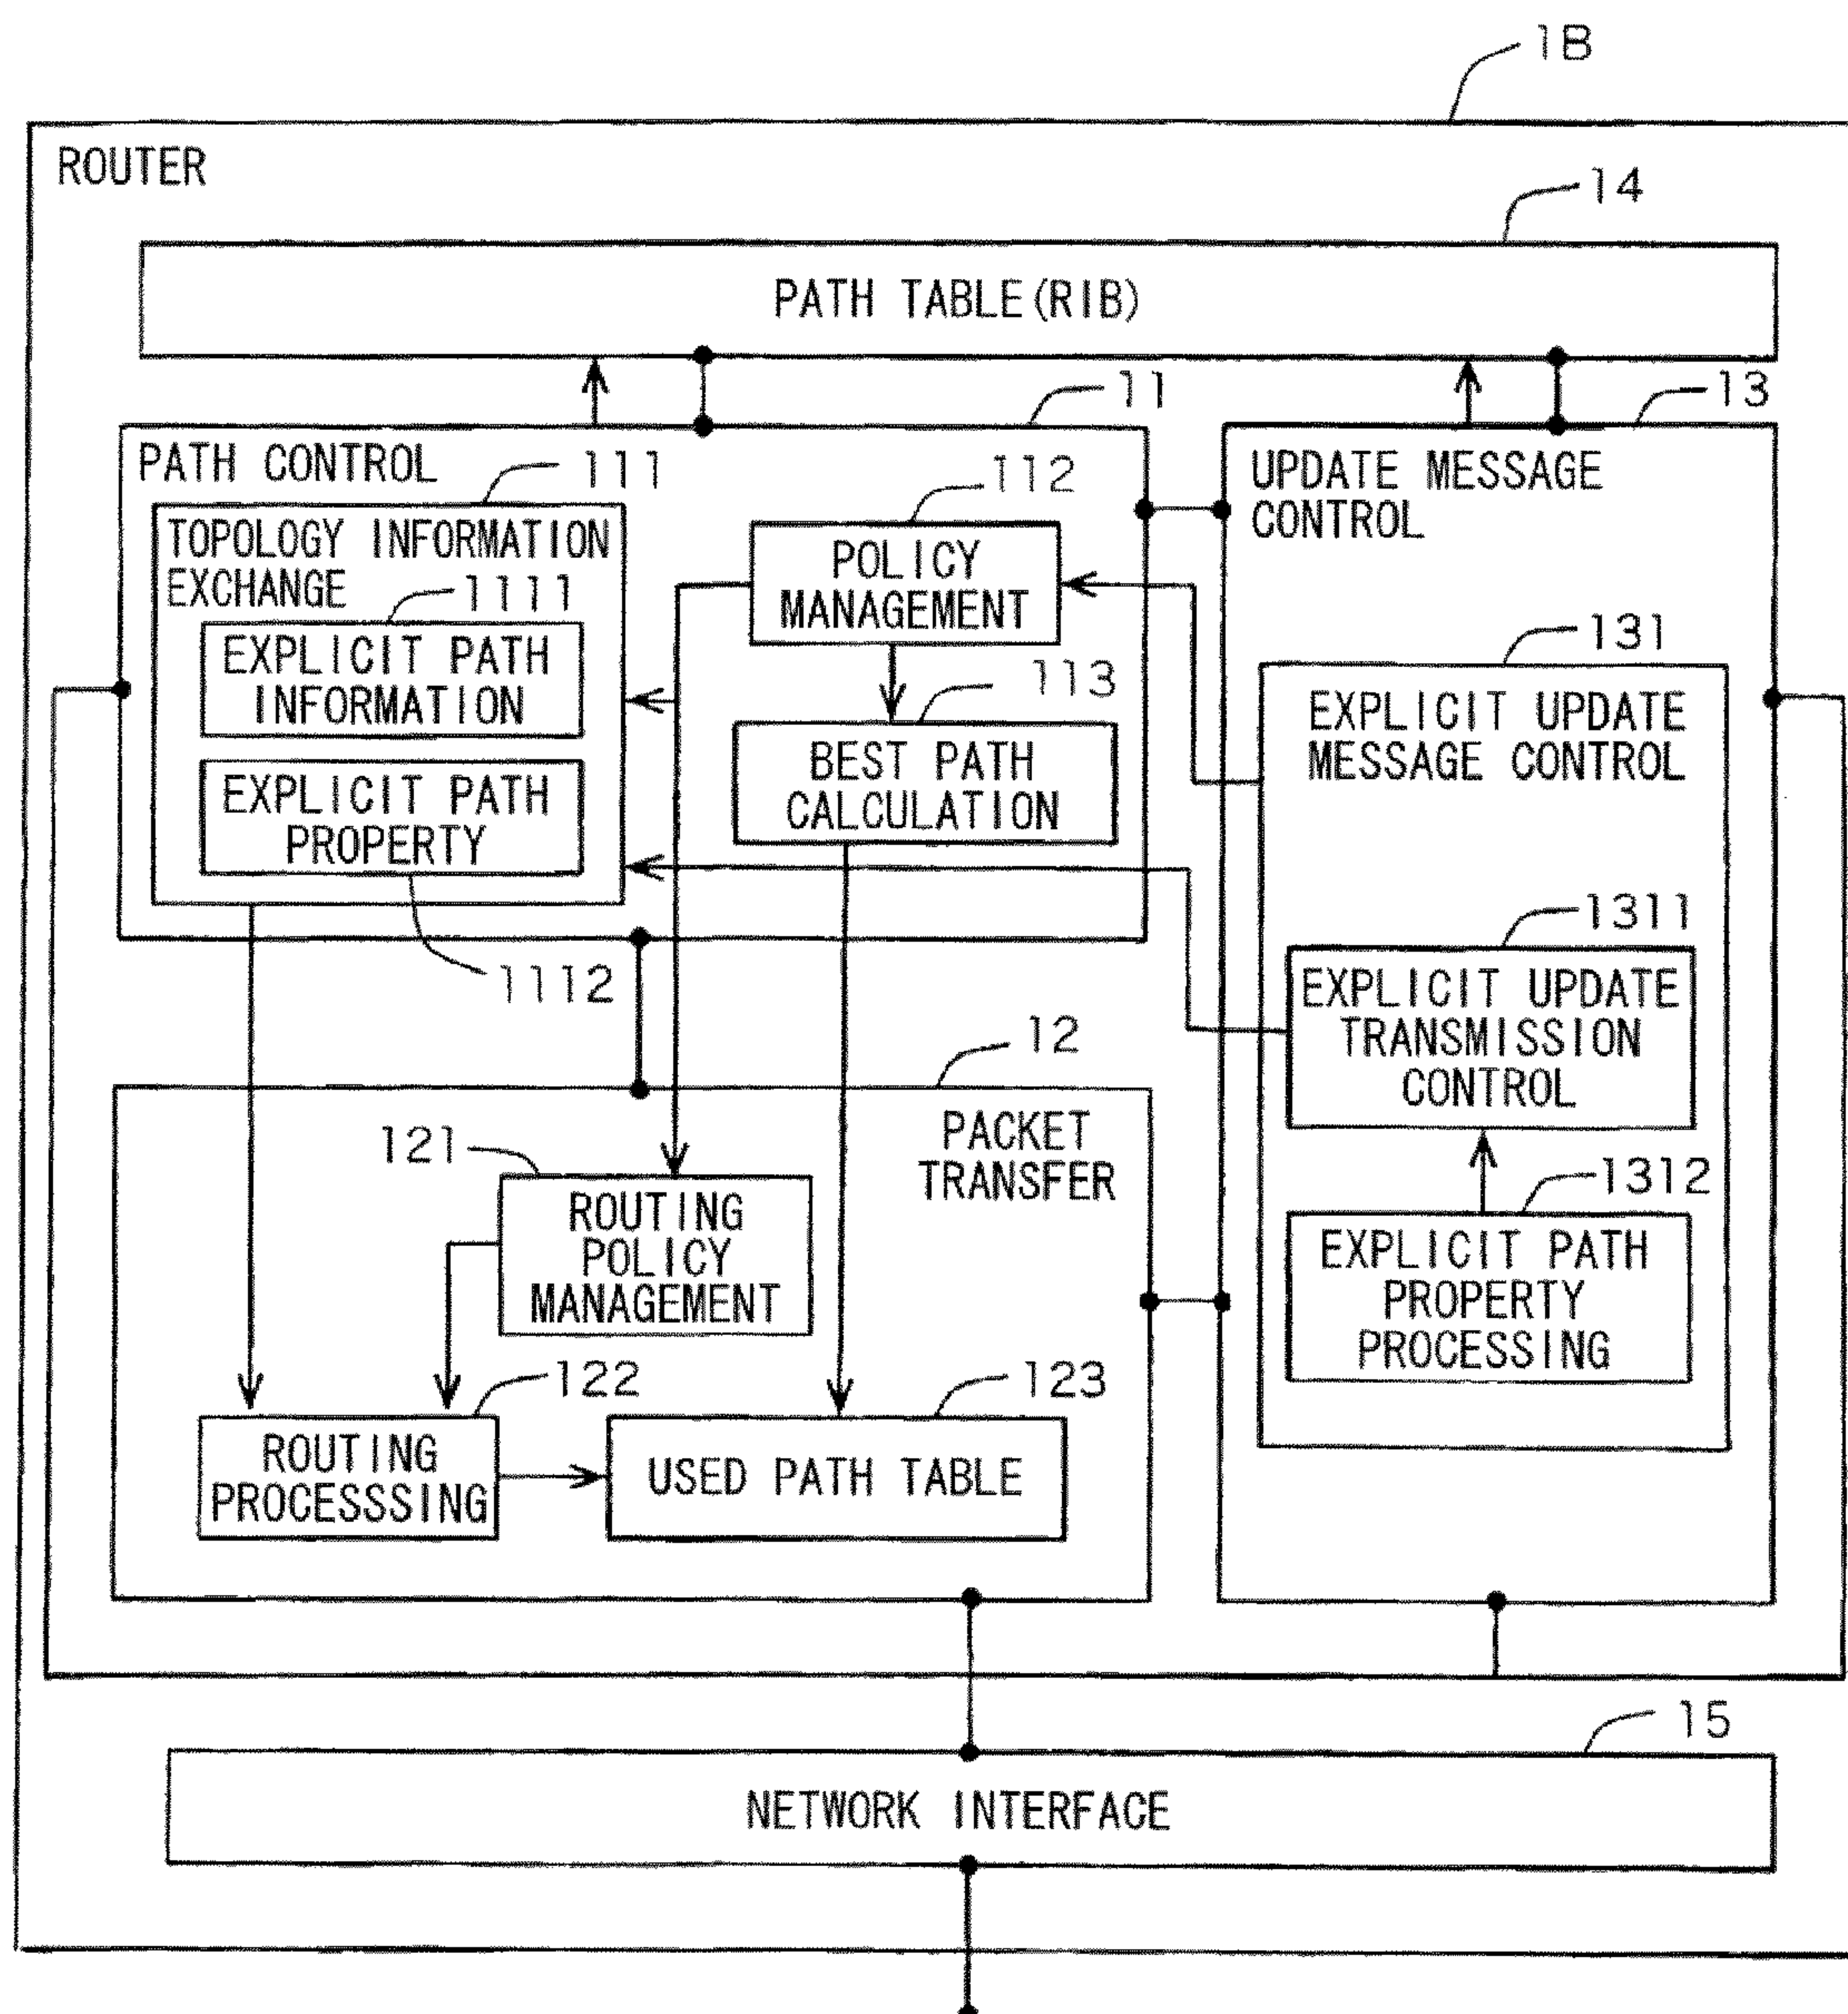 1B
ROUTER
14
PATH TABLE(RIB)
11
13
PATH CONTROL
111
112
UPDATE MESSAGE
CONTROL
TOPOLOGY INFORMATION
EXCHANGE
1111
POLICY
MANAGEMENT
EXPLICIT PATH
INFORMATION
113
131
EXPLICIT UPDATE
MESSAGE CONTROL
EXPLICIT PATH
PROPERTY
BEST PATH
CALCULATION
1112
1311
EXPLICIT UPDATE
TRANSMISSION
CONTROL
12
PACKET
TRANSFER
121
ROUTING
POLICY
MANAGEMENT
1312
EXPLICIT PATH
PROPERTY
PROCESSING
122
123
ROUTING
PROCESSSING
USED PATH TABLE
15
NETWORK INTERFACE